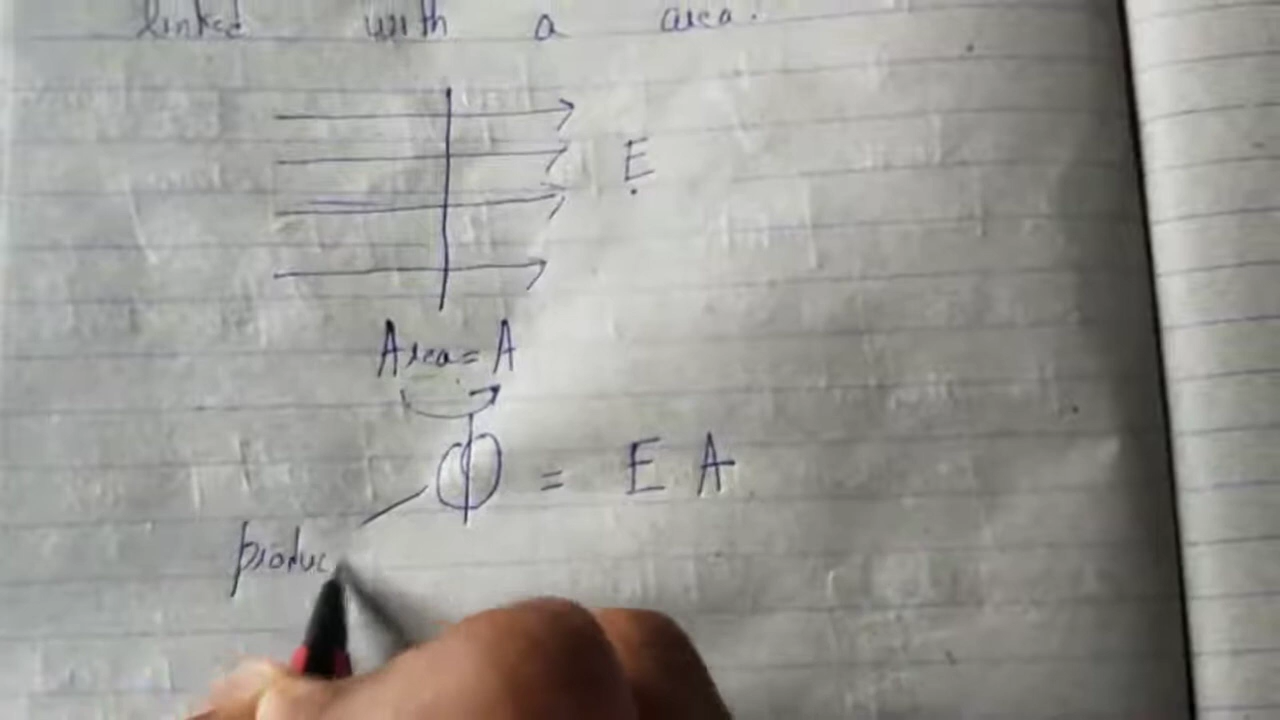 linked with a area.
E
Area = A
Φ = E A
produc